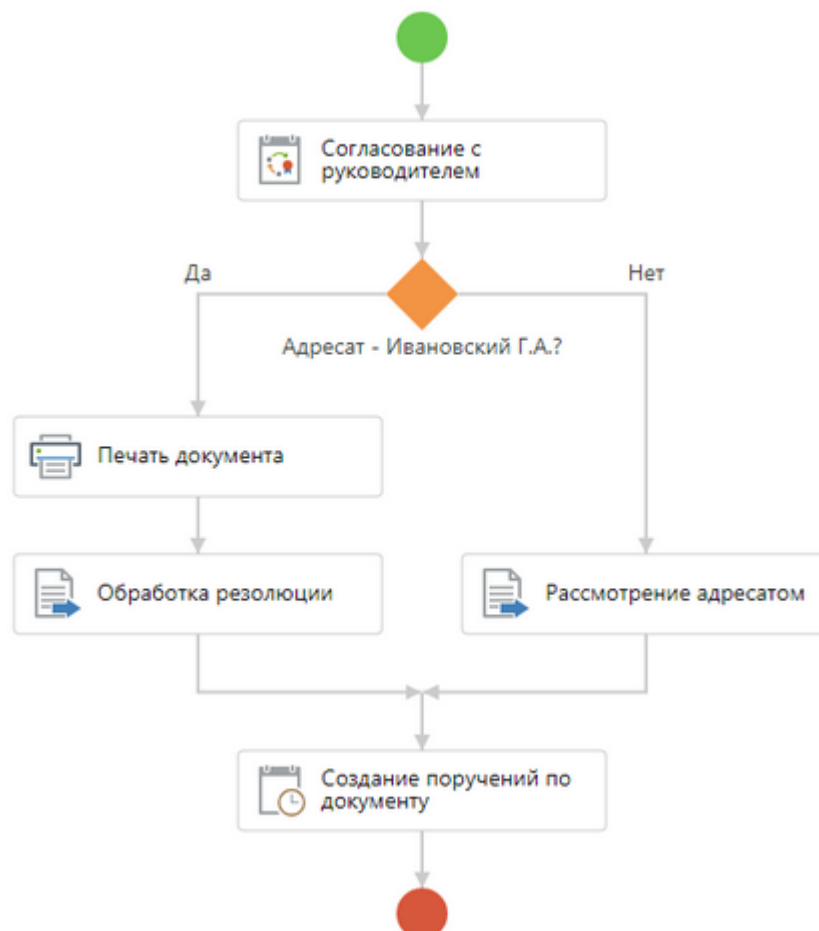 Согласование с
руководителем
Да
Нет
Адресат - Ивановский Г.А.?
Печать документа
Обработка резолюции
Рассмотрение адресатом
Создание поручений по
документу